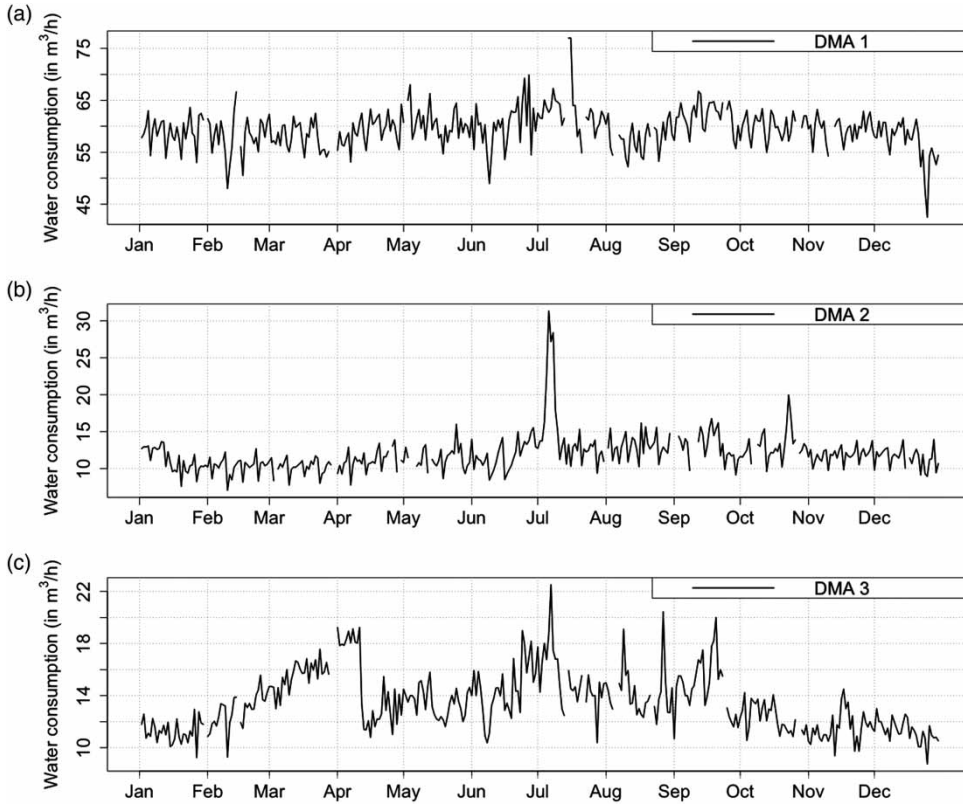 (a)
Water consumption (in m³/h)
75
65
55
45
DMA 1
Jan Feb Mar Apr May Jun Jul Aug Sep Oct Nov Dec
(b)
Water consumption (in m³/h)
30
25
20
15
10
DMA 2
Jan Feb Mar Apr May Jun Jul Aug Sep Oct Nov Dec
(c)
Water consumption (in m³/h)
22
18
14
10
DMA 3
Jan Feb Mar Apr May Jun Jul Aug Sep Oct Nov Dec